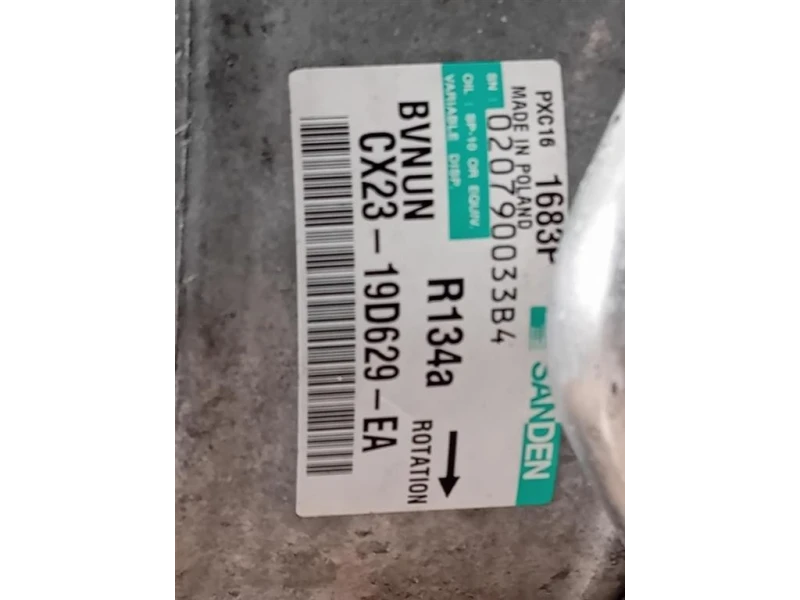 PXC16 1683F SANDEN
MADE IN POLAND
SN : 020790033B4
OIL : SP-10 OR EQUIV.
VARIABLE DISP.
R134a ROTATION
BVNUN
CX23-19D629-EA